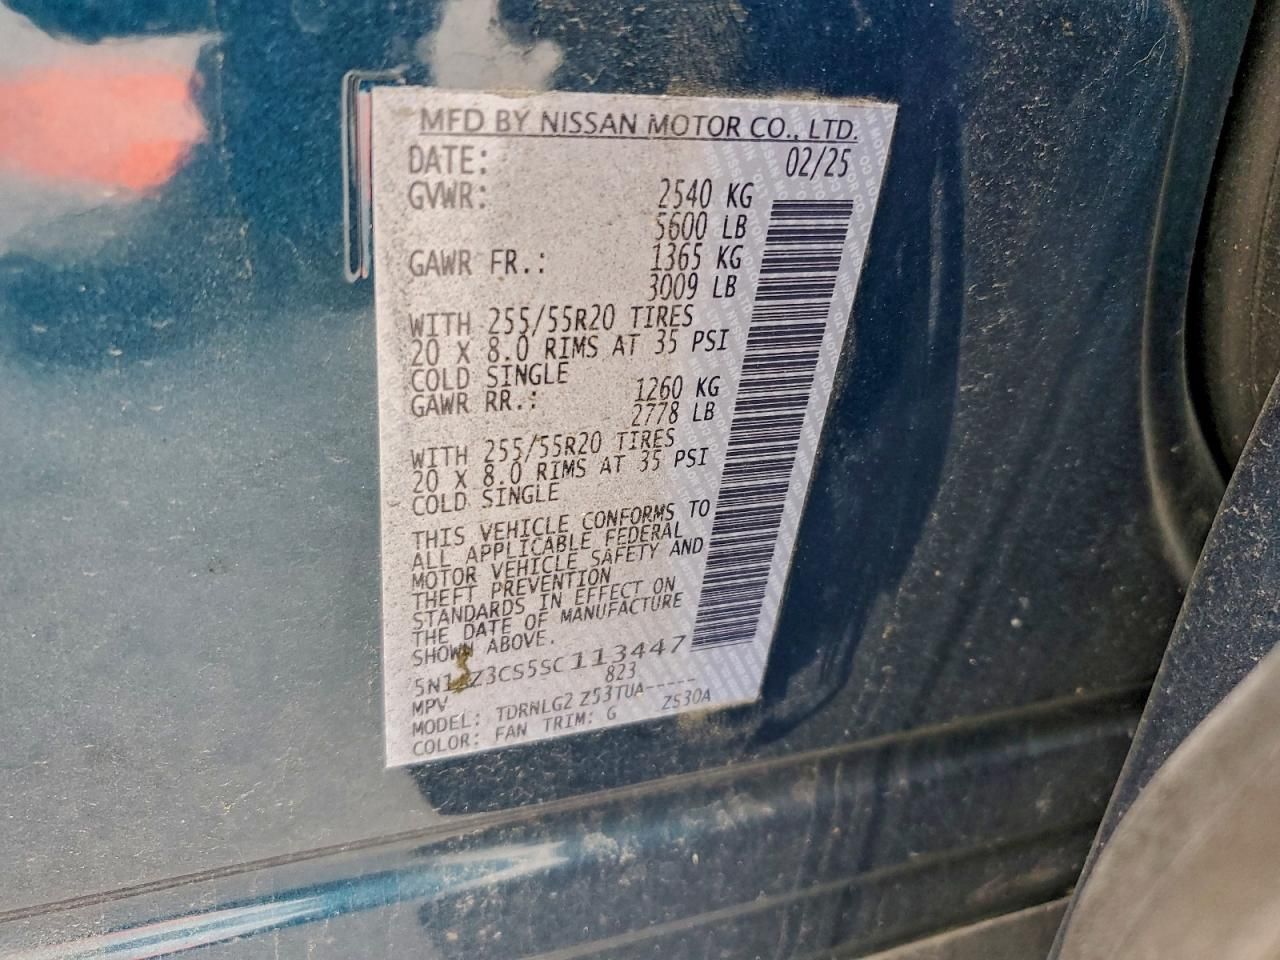 MFD BY NISSAN MOTOR CO., LTD.
DATE: 02/25
GVWR: 2540 KG
5600 LB
GAWR FR.: 1365 KG
3009 LB
WITH 255/55R20 TIRES
20 X 8.0 RIMS AT 35 PSI
COLD SINGLE
GAWR RR.: 1260 KG
2778 LB
WITH 255/55R20 TIRES
20 X 8.0 RIMS AT 35 PSI
COLD SINGLE
THIS VEHICLE CONFORMS TO
ALL APPLICABLE FEDERAL
MOTOR VEHICLE SAFETY AND
THEFT PREVENTION
STANDARDS IN EFFECT ON
THE DATE OF MANUFACTURE
SHOWN ABOVE.
MPV 823
MODEL: TDRNLG2 Z53TUA-----
COLOR: FAN TRIM: G Z530A